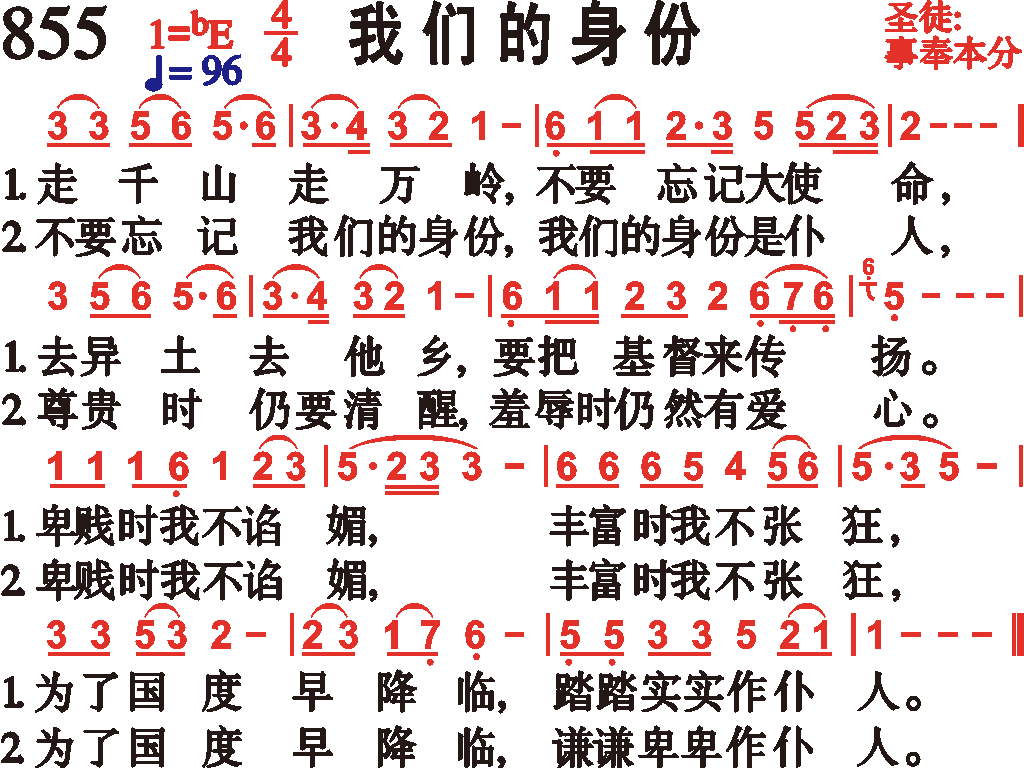 855 1=ᵇE 4/4 我们的身份 圣徒:
♩=96 事奉本分
3 3 5 6 5·6 | 3·4 3 2 1 - | 6 1 1 2·3 5 5 2 3 | 2 - - - |
1. 走千山走万岭,不要忘记大使命,
2. 不要忘记我们的身份,我们的身份是仆人,
3 5 6 5·6 | 3·4 3 2 1 - | 6 1 1 2 3 2 6 7 6 | 6 5 - - - |
1. 去异土去他乡,要把基督来传扬。
2. 尊贵时仍要清醒,羞辱时仍然有爱心。
1 1 1 6 1 2 3 | 5·2 3 3 - | 6 6 6 5 4 5 6 | 5·3 5 - |
1. 卑贱时我不谄媚,丰富时我不张狂,
2. 卑贱时我不谄媚,丰富时我不张狂,
3 3 5 3 2 - | 2 3 1 7 6 - | 5 5 3 3 5 2 1 | 1 - - - ‖
1. 为了国度早降临,踏踏实实作仆人。
2. 为了国度早降临,谦谦卑卑作仆人。